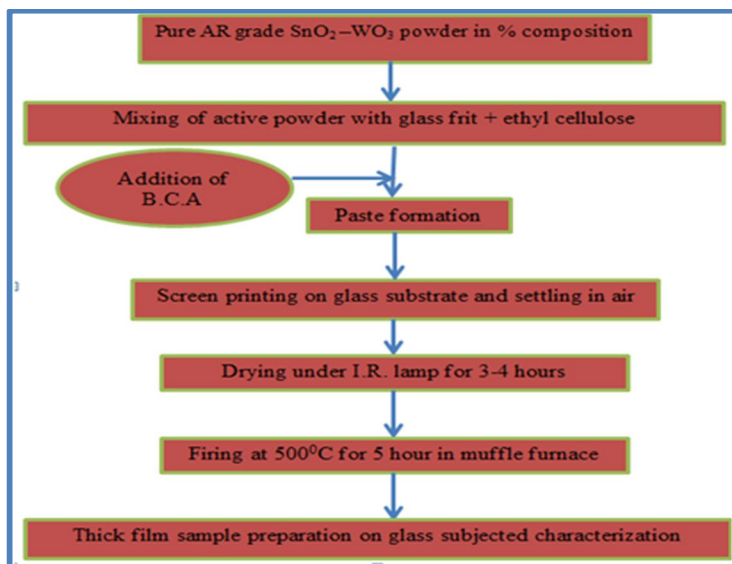 Pure AR grade SnO₂–WO₃ powder in % composition
Mixing of active powder with glass frit + ethyl cellulose
Addition of
B.C.A
Paste formation
Screen printing on glass substrate and settling in air
Drying under I.R. lamp for 3-4 hours
Firing at 500⁰C for 5 hour in muffle furnace
Thick film sample preparation on glass subjected characterization